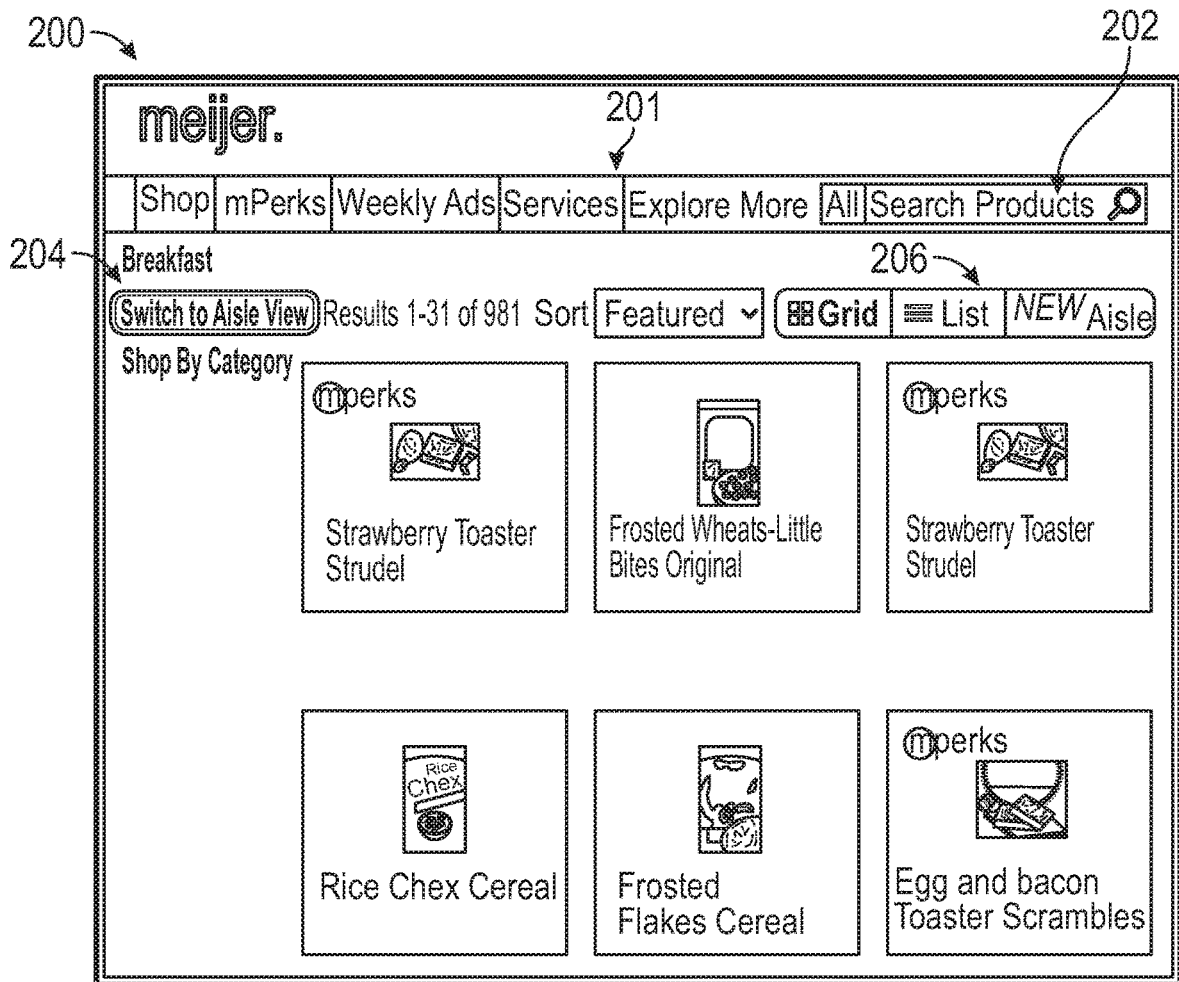 200
202
meijer.
201
Shop mPerks Weekly Ads Services Explore More All Search Products
204
Breakfast
206
Switch to Aisle View Results 1-31 of 981 Sort Featured Grid List NEW Aisle
Shop By Category
mperks
Strawberry Toaster
Strudel
Frosted Wheats-Little
Bites Original
mperks
Strawberry Toaster
Strudel
Rice
Chex
Rice Chex Cereal
Frosted
Flakes Cereal
mperks
Egg and bacon
Toaster Scrambles